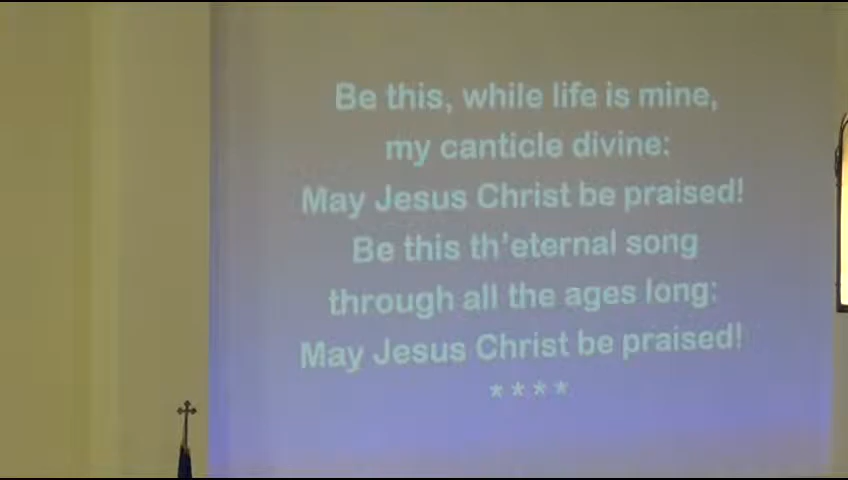 Be this, while life is mine,
my canticle divine:
May Jesus Christ be praised!
Be this th'eternal song
through all the ages long:
May Jesus Christ be praised!
****